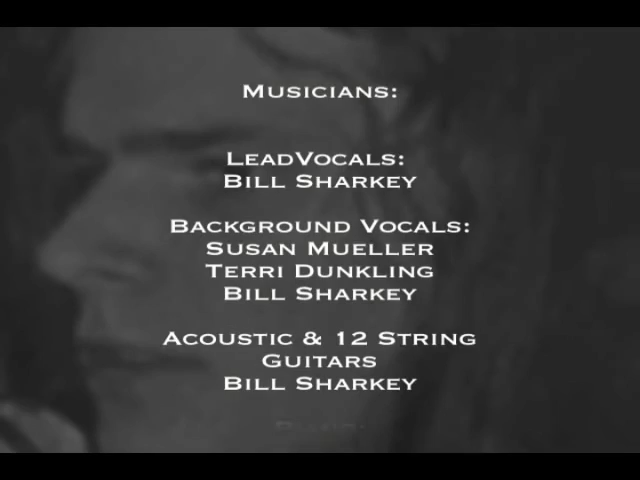 Musicians:
LeadVocals:
Bill Sharkey
Background Vocals:
Susan Mueller
Terri Dunkling
Bill Sharkey
Acoustic & 12 String
Guitars
Bill Sharkey